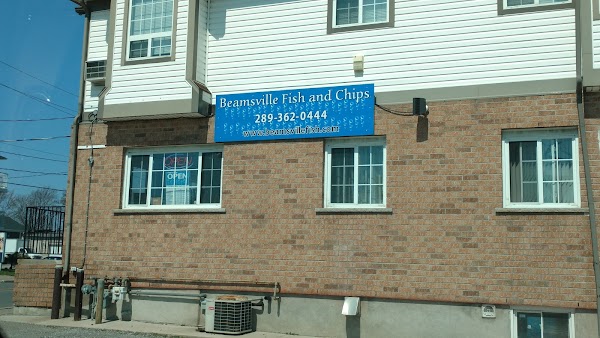 Beamsville Fish and Chips
289-362-0444
www.beamsvillefish.com
OPEN